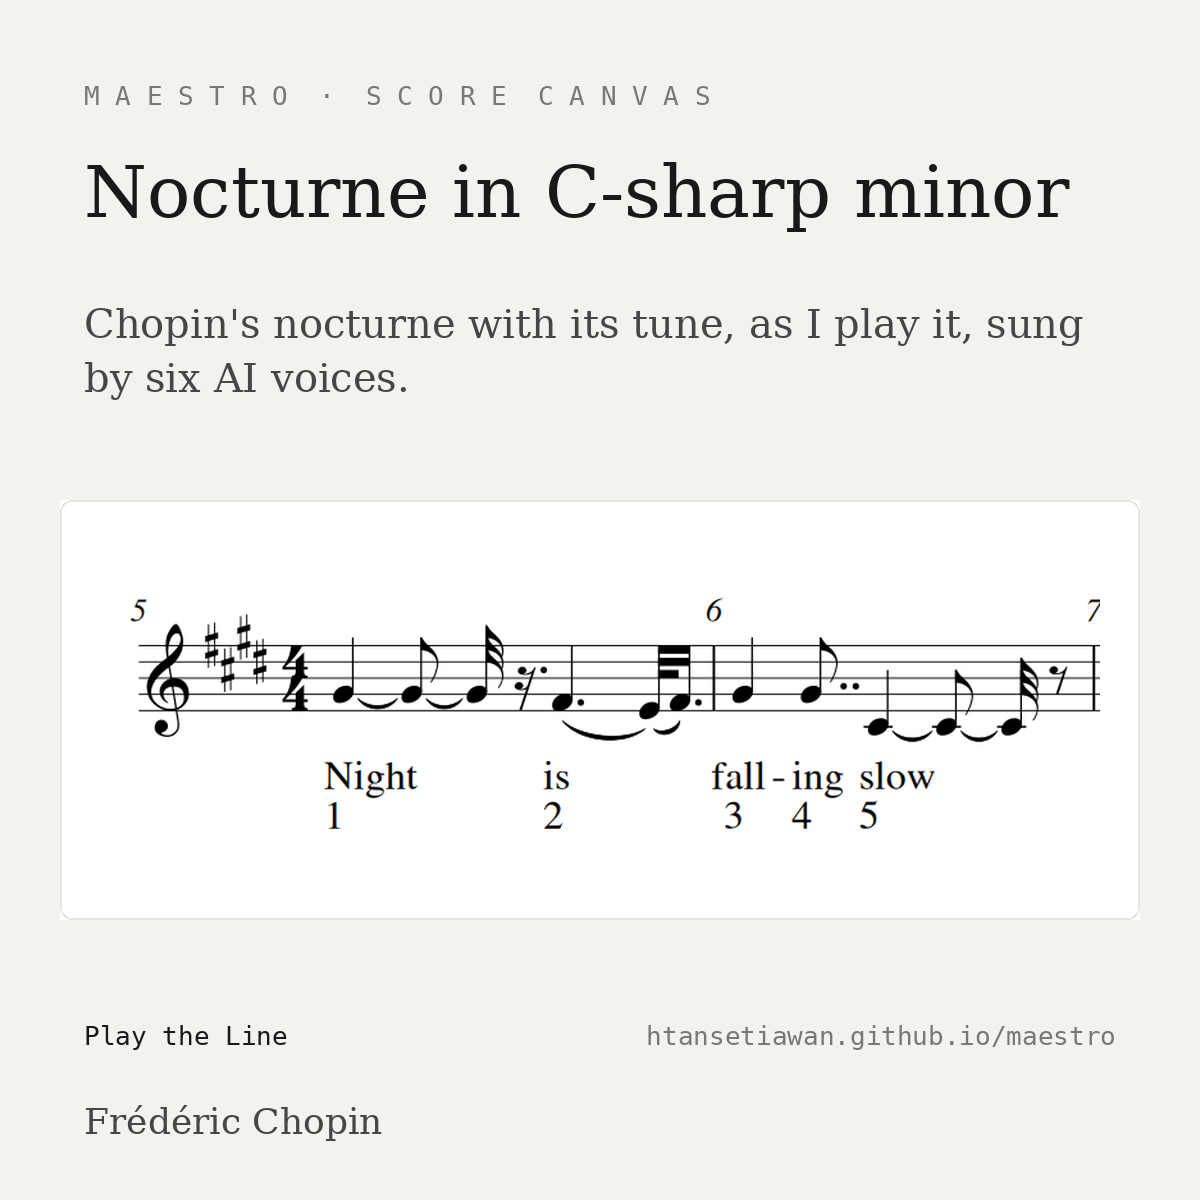 MAESTRO · SCORE CANVAS
Nocturne in C-sharp minor
Chopin's nocturne with its tune, as I play it, sung
by six AI voices.
5 6 7
4
4
Night is fall - ing slow
1 2 3 4 5
Play the Line htansetiawan.github.io/maestro
Frédéric Chopin